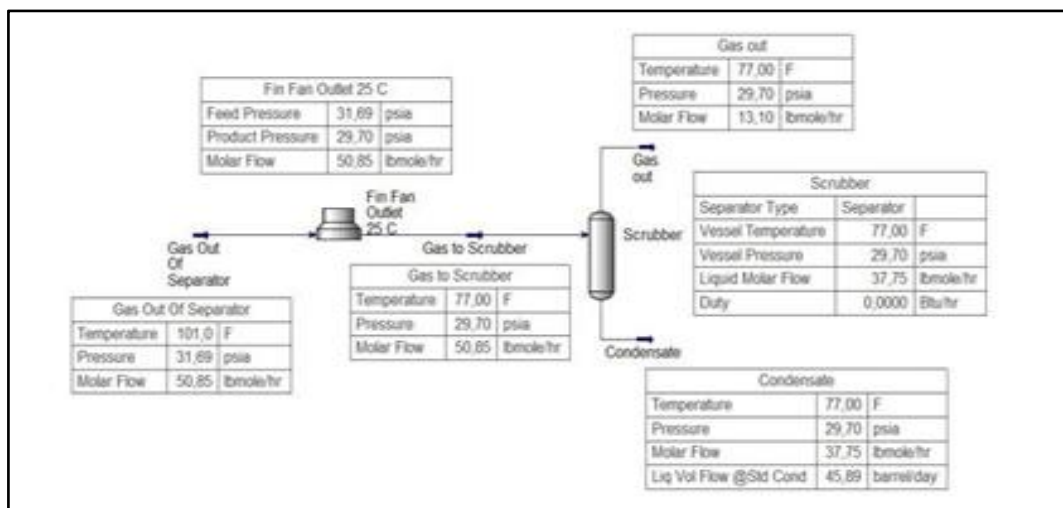 Gas out
Temperature 77,00 F
Pressure 29,70 psia
Molar Flow 13,10 lbmole/hr
Fin Fan Outlet 25 C
Feed Pressure 31,69 psia
Product Pressure 29,70 psia
Molar Flow 50,85 lbmole/hr
Gas
out
Fin Fan
Outlet
25 C
Scrubber
Separator Type Separator
Vessel Temperature 77,00 F
Vessel Pressure 29,70 psia
Liquid Molar Flow 37,75 lbmole/hr
Duty 0,0000 Btu/hr
Scrubber
Gas Out
Of
Separator
Gas to Scrubber
Gas to Scrubber
Temperature 77,00 F
Pressure 29,70 psia
Molar Flow 50,85 lbmole/hr
Gas Out Of Separator
Temperature 101,0 F
Pressure 31,69 psia
Molar Flow 50,85 lbmole/hr
Condensate
Condensate
Temperature 77,00 F
Pressure 29,70 psia
Molar Flow 37,75 lbmole/hr
Liq Vol Flow @Std Cond 45,89 barrel/day